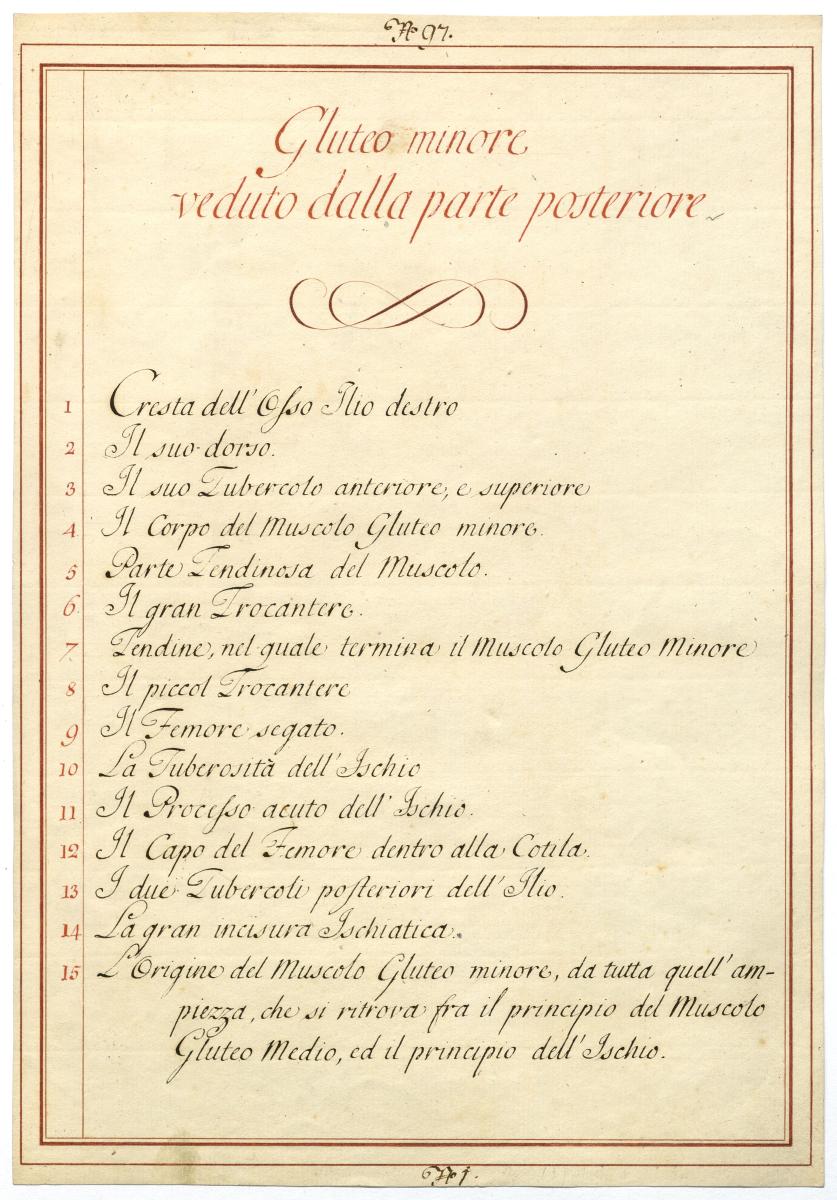 N° 97.
Gluteo minore
veduto dalla parte posteriore
1 Cresta dell' Osso Ilio destro
2 Il suo dorso.
3 Il suo Tubercolo anteriore, e superiore
4 Il Corpo del Muscolo Gluteo minore.
5 Parte Tendinosa del Muscolo.
6 Il gran Trocantere.
7 Tendine, nel quale termina il Muscolo Gluteo Minore
8 Il piccol Trocantere
9 Il Femore segato.
10 La Tuberosità dell' Ischio
11 Il Processo acuto dell' Ischio.
12 Il Capo del Femore dentro alla Cotila.
13 I due Tubercoli posteriori dell' Ilio.
14 La gran incisura Ischiatica.
15 L' Origine del Muscolo Gluteo minore, da tutta quell' am-
piezza, che si ritrova fra il principio del Muscolo
Gluteo Medio, ed il principio dell' Ischio.
N° 1.